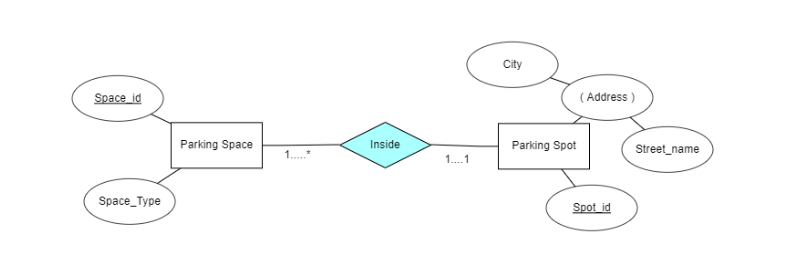 City
Space_id
( Address )
Parking Space
Inside
Parking Spot
Street_name
1.....*
1....1
Space_Type
Spot_id